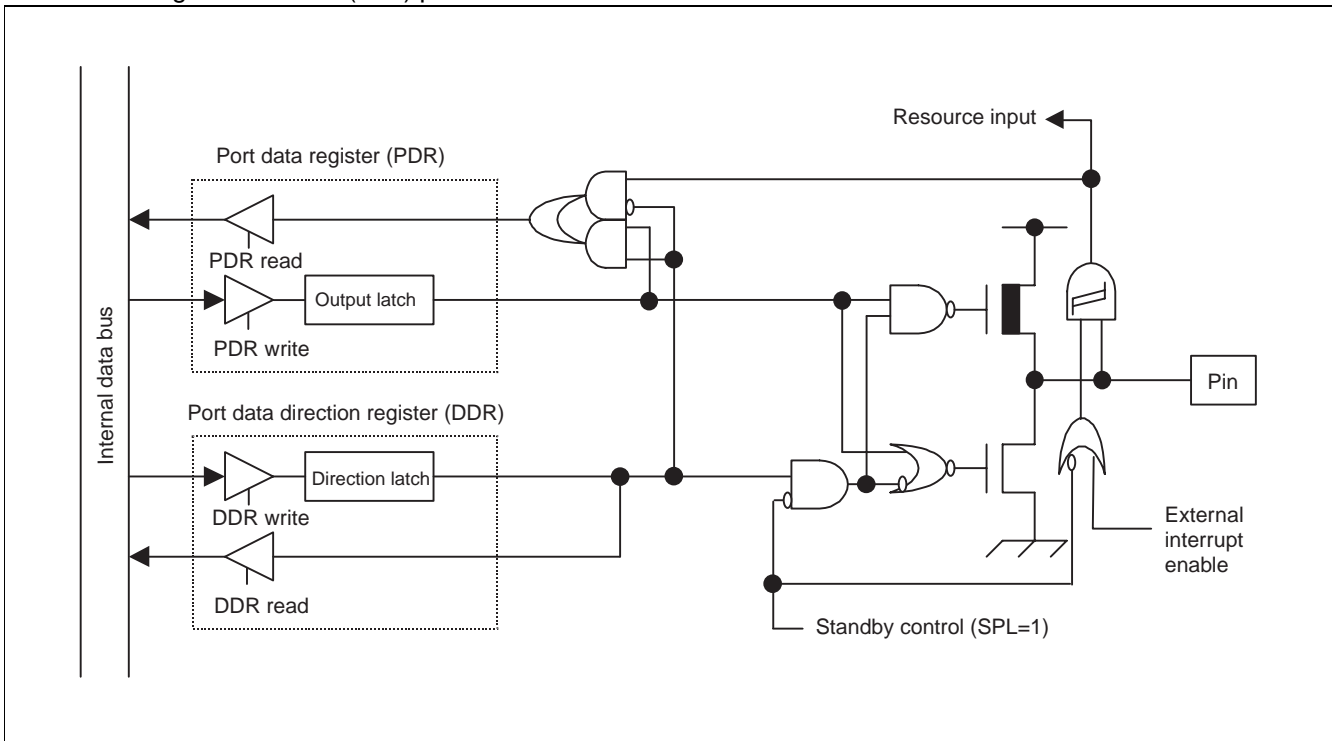 Resource input
Port data register (PDR)
PDR read
Output latch
PDR write
Internal data bus
Pin
Port data direction register (DDR)
Direction latch
DDR write
DDR read
External
interrupt
enable
Standby control (SPL=1)